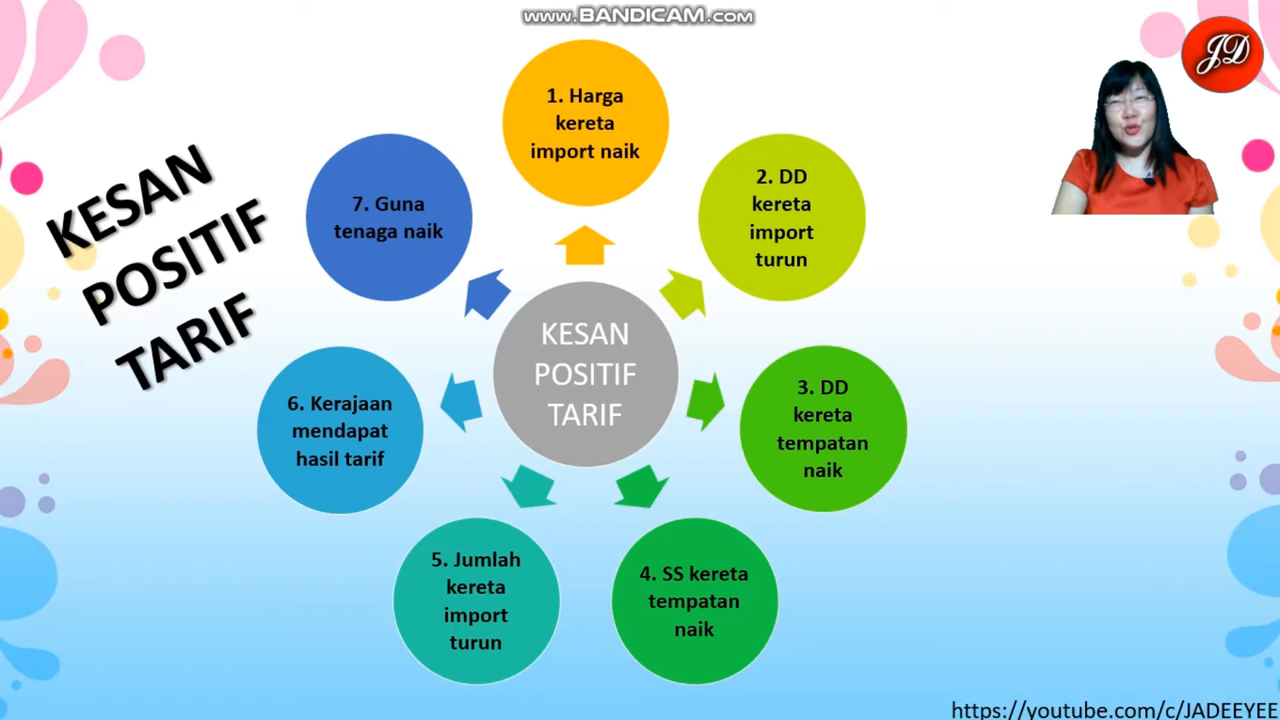 www.BANDICAM.com
JD
KESAN
POSITIF
TARIF
1. Harga
kereta
import naik
2. DD
kereta
import
turun
3. DD
kereta
tempatan
naik
4. SS kereta
tempatan
naik
5. Jumlah
kereta
import
turun
6. Kerajaan
mendapat
hasil tarif
7. Guna
tenaga naik
KESAN
POSITIF
TARIF
https://youtube.com/c/JADEEYEE